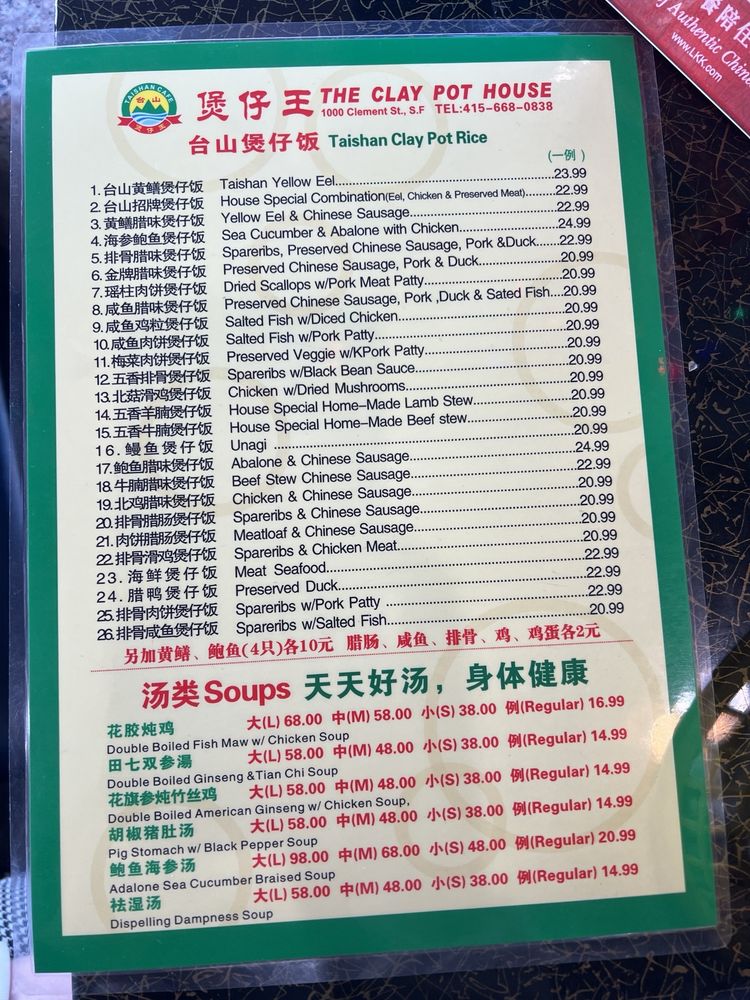 餐陪住
g Authentic Chin
www.LKK.com
TAISHAN CAFE
台山
煲仔王
煲仔王 THE CLAY POT HOUSE
1000 Clement St., S.F TEL:415-668-0838
台山煲仔饭 Taishan Clay Pot Rice
(一例 )
1. 台山黄鳝煲仔饭 Taishan Yellow Eel 23.99
2. 台山招牌煲仔饭 House Special Combination(Eel, Chicken & Preserved Meat) 22.99
3. 黄鳝腊味煲仔饭 Yellow Eel & Chinese Sausage 22.99
4. 海参鲍鱼煲仔饭 Sea Cucumber & Abalone with Chicken 24.99
5. 排骨腊味煲仔饭 Spareribs, Preserved Chinese Sausage, Pork &Duck 22.99
6. 金牌腊味煲仔饭 Preserved Chinese Sausage, Pork & Duck 20.99
7. 瑶柱肉饼煲仔饭 Dried Scallops w/Pork Meat Patty 20.99
8. 咸鱼腊味煲仔饭 Preserved Chinese Sausage, Pork ,Duck & Sated Fish 20.99
9. 咸鱼鸡粒煲仔饭 Salted Fish w/Diced Chicken 20.99
10. 咸鱼肉饼煲仔饭 Salted Fish w/Pork Patty 20.99
11. 梅菜肉饼煲仔饭 Preserved Veggie w/KPork Patty 20.99
12. 五香排骨煲仔饭 Spareribs w/Black Bean Sauce 20.99
13. 北菇滑鸡煲仔饭 Chicken w/Dried Mushrooms 20.99
14. 五香羊腩煲仔饭 House Special Home-Made Lamb Stew 20.99
15. 五香牛腩煲仔饭 House Special Home-Made Beef stew 20.99
16. 鳗鱼煲仔饭 Unagi 20.99
17. 鲍鱼腊味煲仔饭 Abalone & Chinese Sausage 24.99
18. 牛腩腊味煲仔饭 Beef Stew Chinese Sausage 22.99
19. 北鸡腊味煲仔饭 Chicken & Chinese Sausage 20.99
20. 排骨腊肠煲仔饭 Spareribs & Chinese Sausage 20.99
21. 肉饼腊肠煲仔饭 Meatloaf & Chinese Sausage 20.99
22. 排骨滑鸡煲仔饭 Spareribs & Chicken Meat 20.99
23. 海鲜煲仔饭 Meat Seafood 22.99
24. 腊鸭煲仔饭 Preserved Duck 22.99
25. 排骨肉饼煲仔饭 Spareribs w/Pork Patty 22.99
26. 排骨咸鱼煲仔饭 Spareribs w/Salted Fish 20.99
另加黄鳝、鲍鱼(4只)各10元 腊肠、咸鱼、排骨、鸡、鸡蛋各2元
汤类 Soups 天天好汤，身体健康
花胶炖鸡 大(L) 68.00 中(M) 58.00 小(S) 38.00 例(Regular) 16.99
Double Boiled Fish Maw w/ Chicken Soup
田七双参湯 大(L) 58.00 中(M) 48.00 小(S) 38.00 例(Regular) 14.99
Double Boiled Ginseng &Tian Chi Soup
花旗参炖竹丝鸡 大(L) 58.00 中(M) 48.00 小(S) 38.00 例(Regular) 14.99
Double Boiled American Ginseng w/ Chicken Soup,
胡椒猪肚汤 大(L) 58.00 中(M) 48.00 小(S) 38.00 例(Regular) 14.99
Pig Stomach w/ Black Pepper Soup
鲍鱼海参汤 大(L) 98.00 中(M) 68.00 小(S) 48.00 例(Regular) 20.99
Adalone Sea Cucumber Braised Soup
祛湿汤 大(L) 58.00 中(M) 48.00 小(S) 38.00 例(Regular) 14.99
Dispelling Dampness Soup